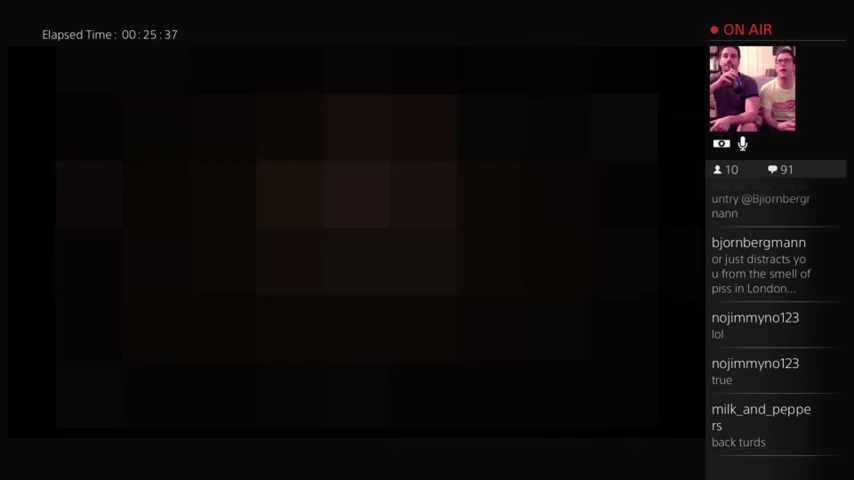 Elapsed Time: 00:25:37
ON AIR
10 91
untry @Bjiornbergr
nann
bjornbergmann
or just distracts yo
u from the smell of
piss in London...
nojimmyno123
lol
nojimmyno123
true
milk_and_peppe
rs
back turds